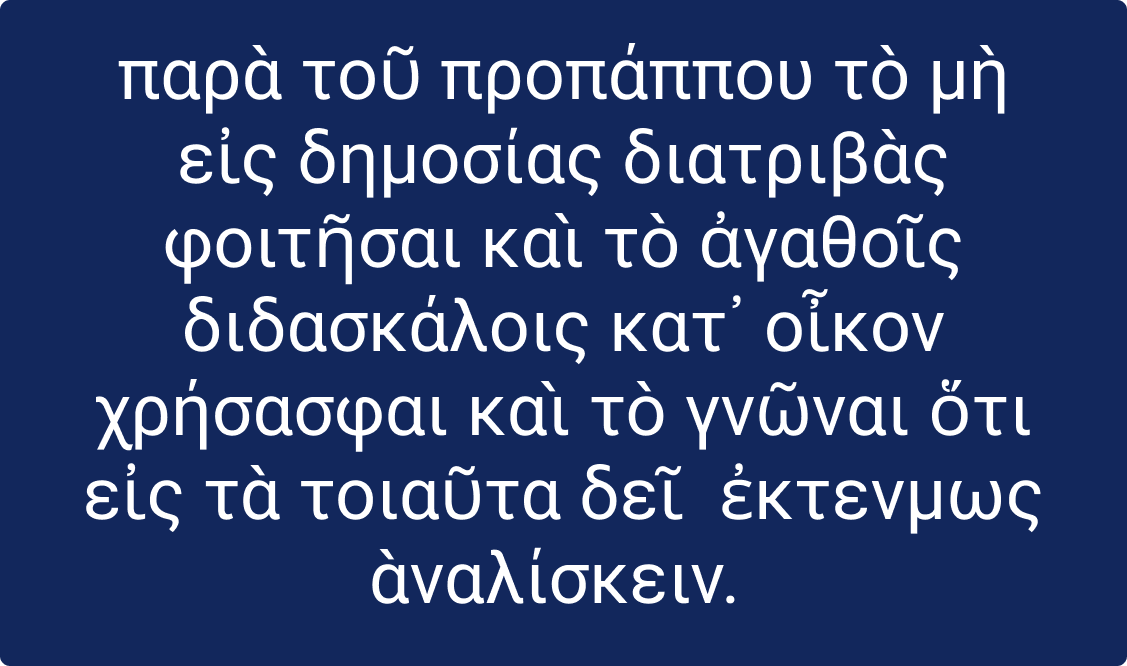 παρὰ τοῦ προπάππου τὸ μὴ
εἰς δημοσίας διατριβὰς
φοιτῆσαι καὶ τὸ ἀγαθοῖς
διδασκάλοις κατ᾽ οἶκον
χρήσασφαι καὶ τὸ γνῶναι ὅτι
εἰς τὰ τοιαῦτα δεῖ  ἐκτενμως
ὰναλίσκειν.